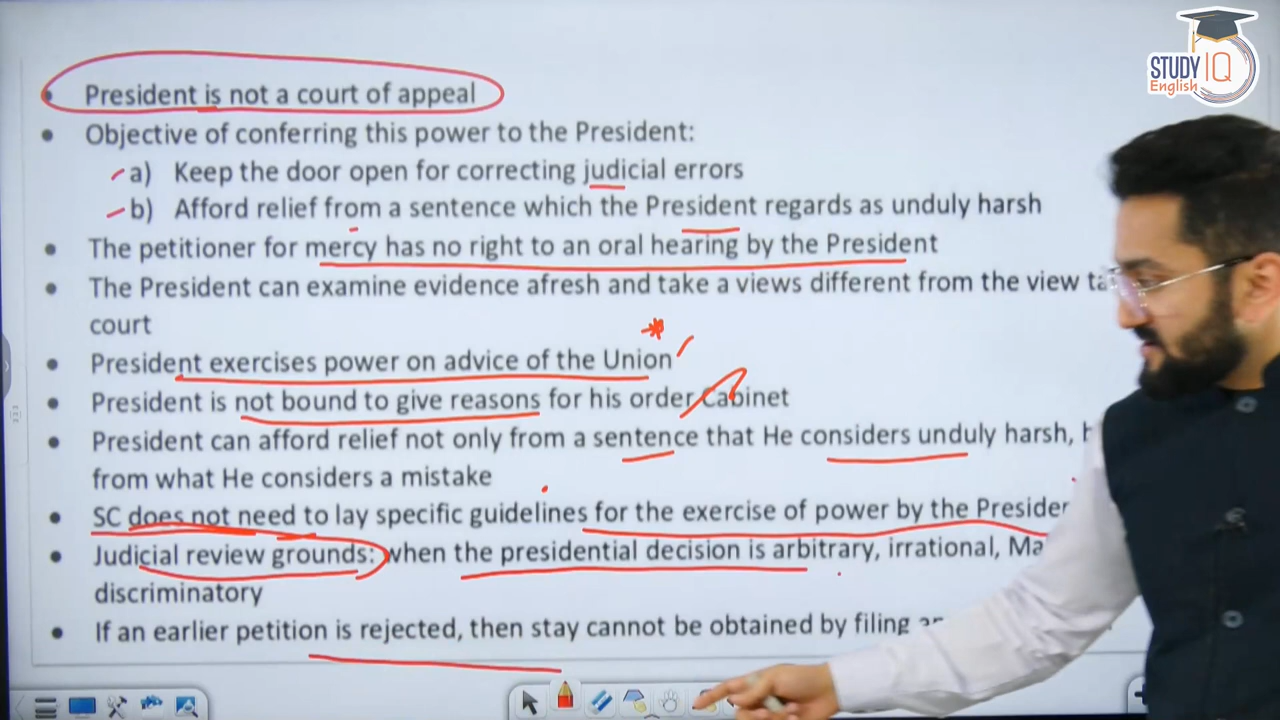 STUDY IQ
English
President is not a court of appeal
Objective of conferring this power to the President:
a) Keep the door open for correcting judicial errors
b) Afford relief from a sentence which the President regards as unduly harsh
The petitioner for mercy has no right to an oral hearing by the President
The President can examine evidence afresh and take a views different from the view
court
President exercises power on advice of the Union
President is not bound to give reasons for his order Cabinet
President can afford relief not only from a sentence that He considers unduly harsh,
from what He considers a mistake
SC does not need to lay specific guidelines for the exercise of power by the
Judicial review grounds: when the presidential decision is arbitrary, irrational,
discriminatory
If an earlier petition is rejected, then stay cannot be obtained by filing